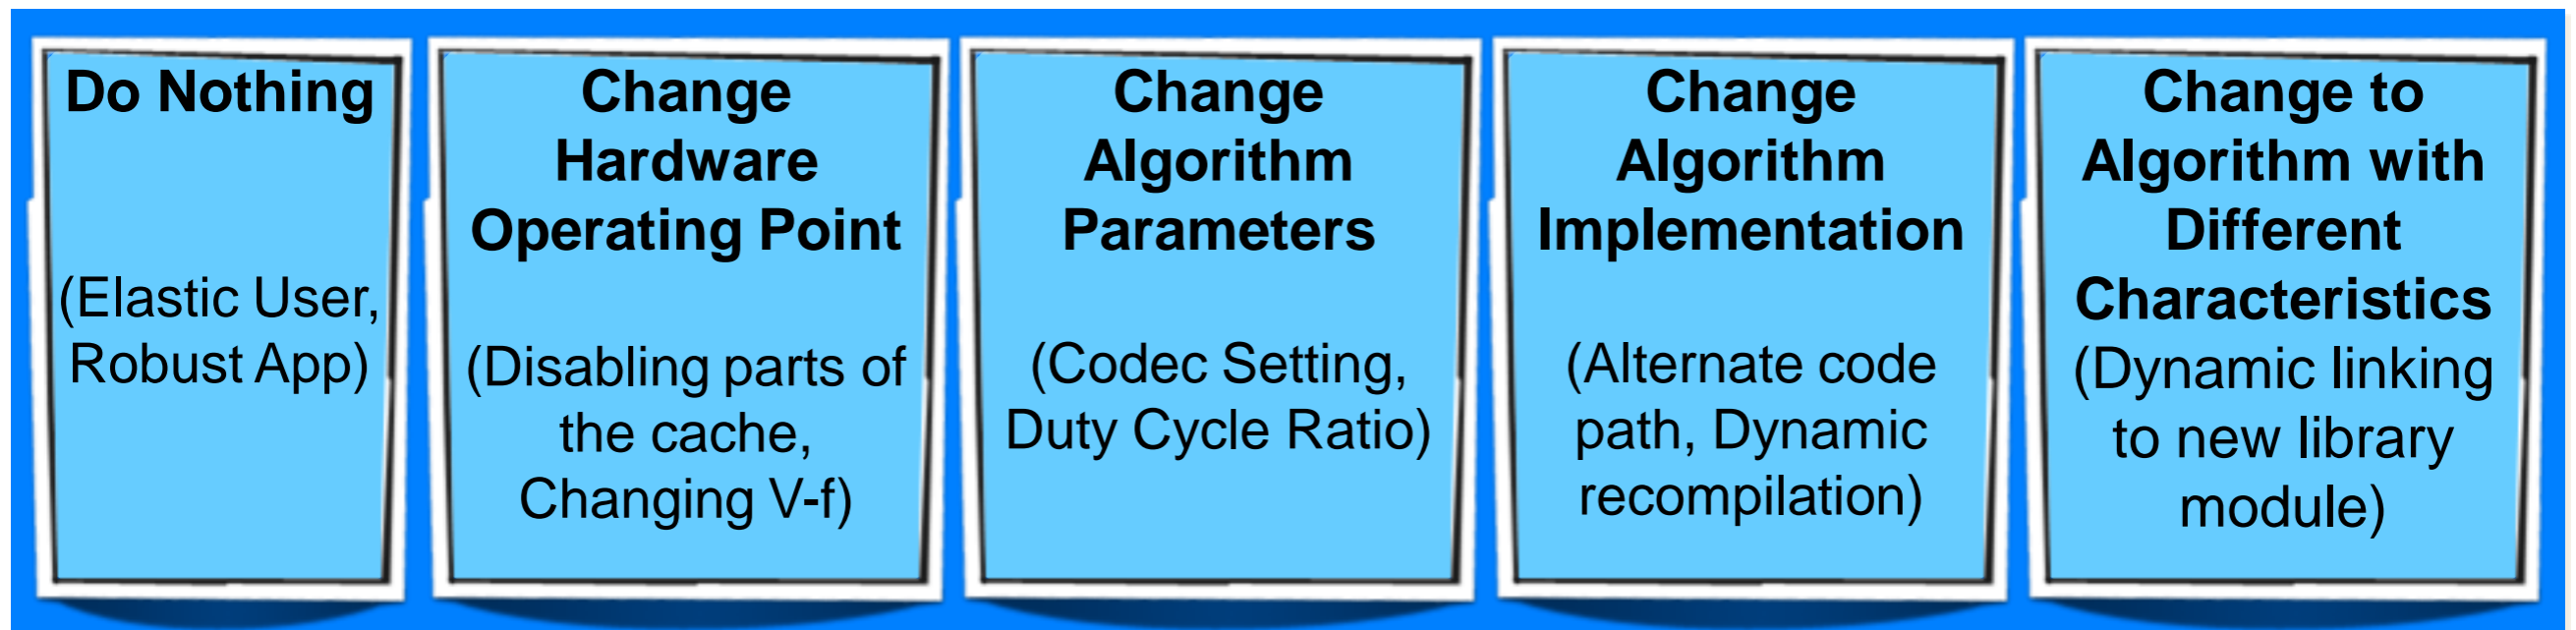 Do Nothing
(Elastic User,
Robust App)
Change
Hardware
Operating Point
(Disabling parts of
the cache,
Changing V-f)
Change
Algorithm
Parameters
(Codec Setting,
Duty Cycle Ratio)
Change
Algorithm
Implementation
(Alternate code
path, Dynamic
recompilation)
Change to
Algorithm with
Different
Characteristics
(Dynamic linking
to new library
module)